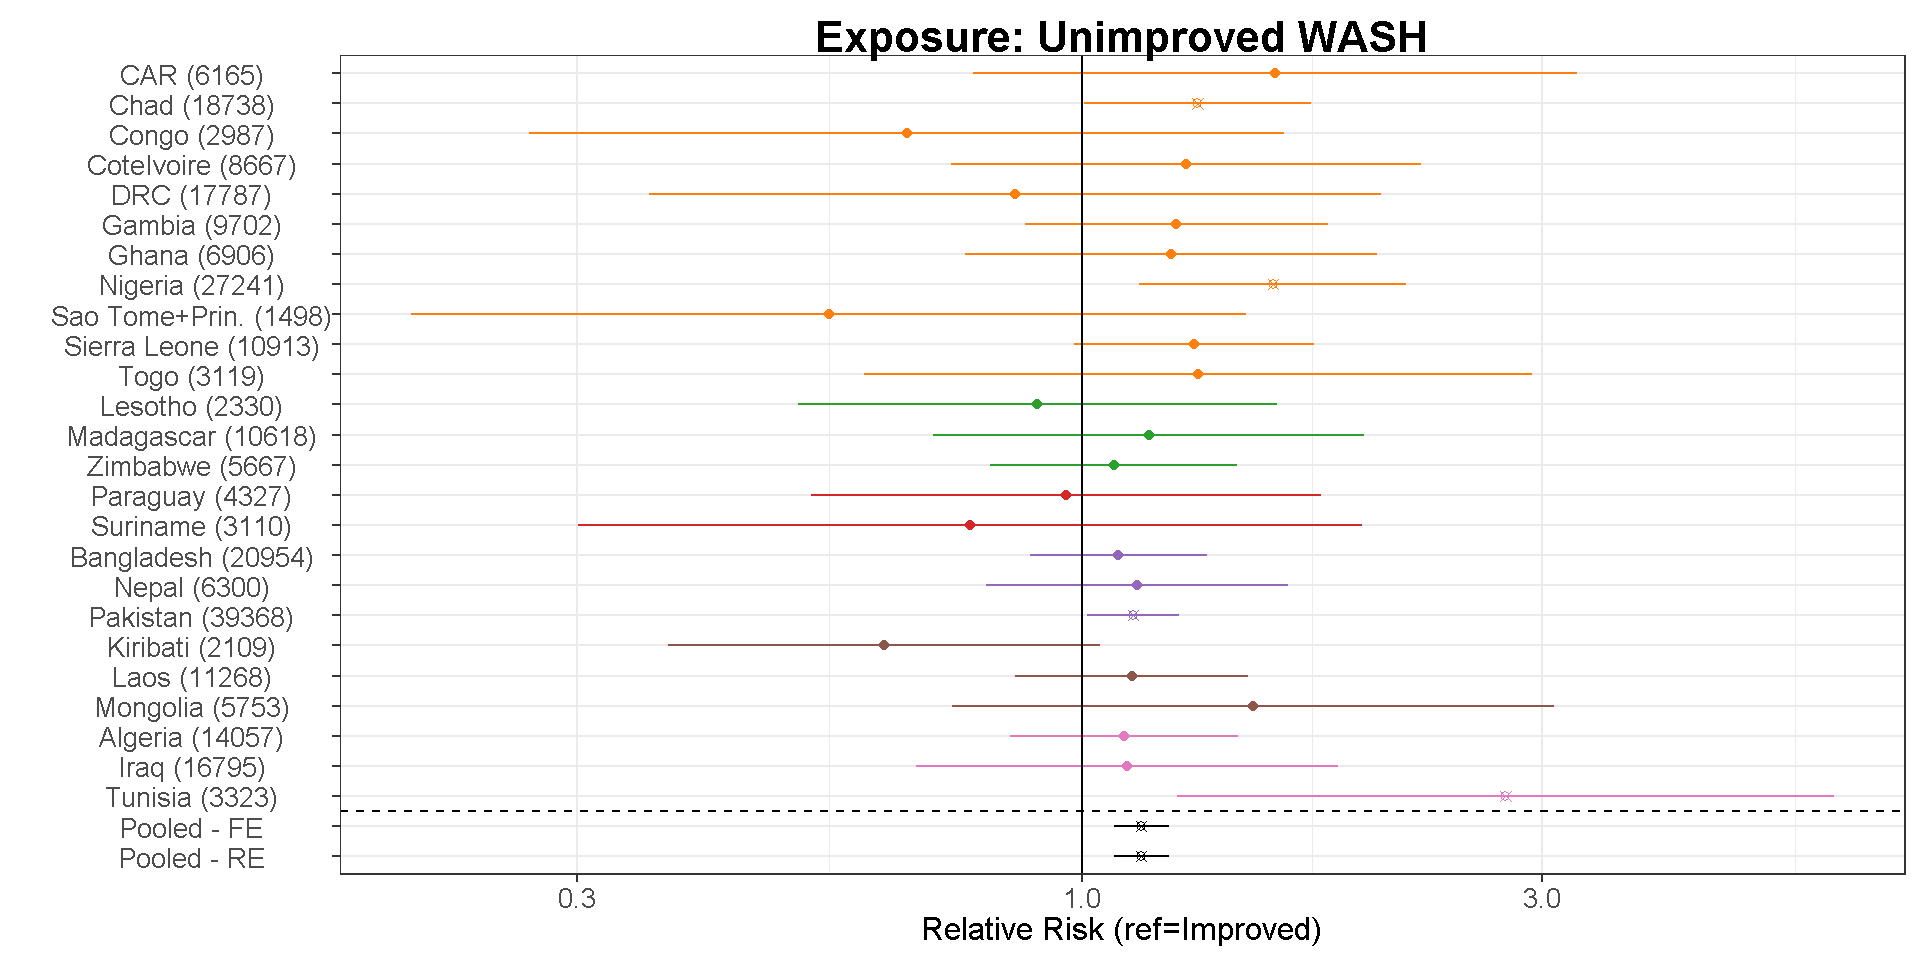 Exposure: Unimproved WASH
CAR (6165)
Chad (18738)
Congo (2987)
CoteIvoire (8667)
DRC (17787)
Gambia (9702)
Ghana (6906)
Nigeria (27241)
Sao Tome+Prin. (1498)
Sierra Leone (10913)
Togo (3119)
Lesotho (2330)
Madagascar (10618)
Zimbabwe (5667)
Paraguay (4327)
Suriname (3110)
Bangladesh (20954)
Nepal (6300)
Pakistan (39368)
Kiribati (2109)
Laos (11268)
Mongolia (5753)
Algeria (14057)
Iraq (16795)
Tunisia (3323)
Pooled - FE
Pooled - RE
0.3 1.0 3.0
Relative Risk (ref=Improved)